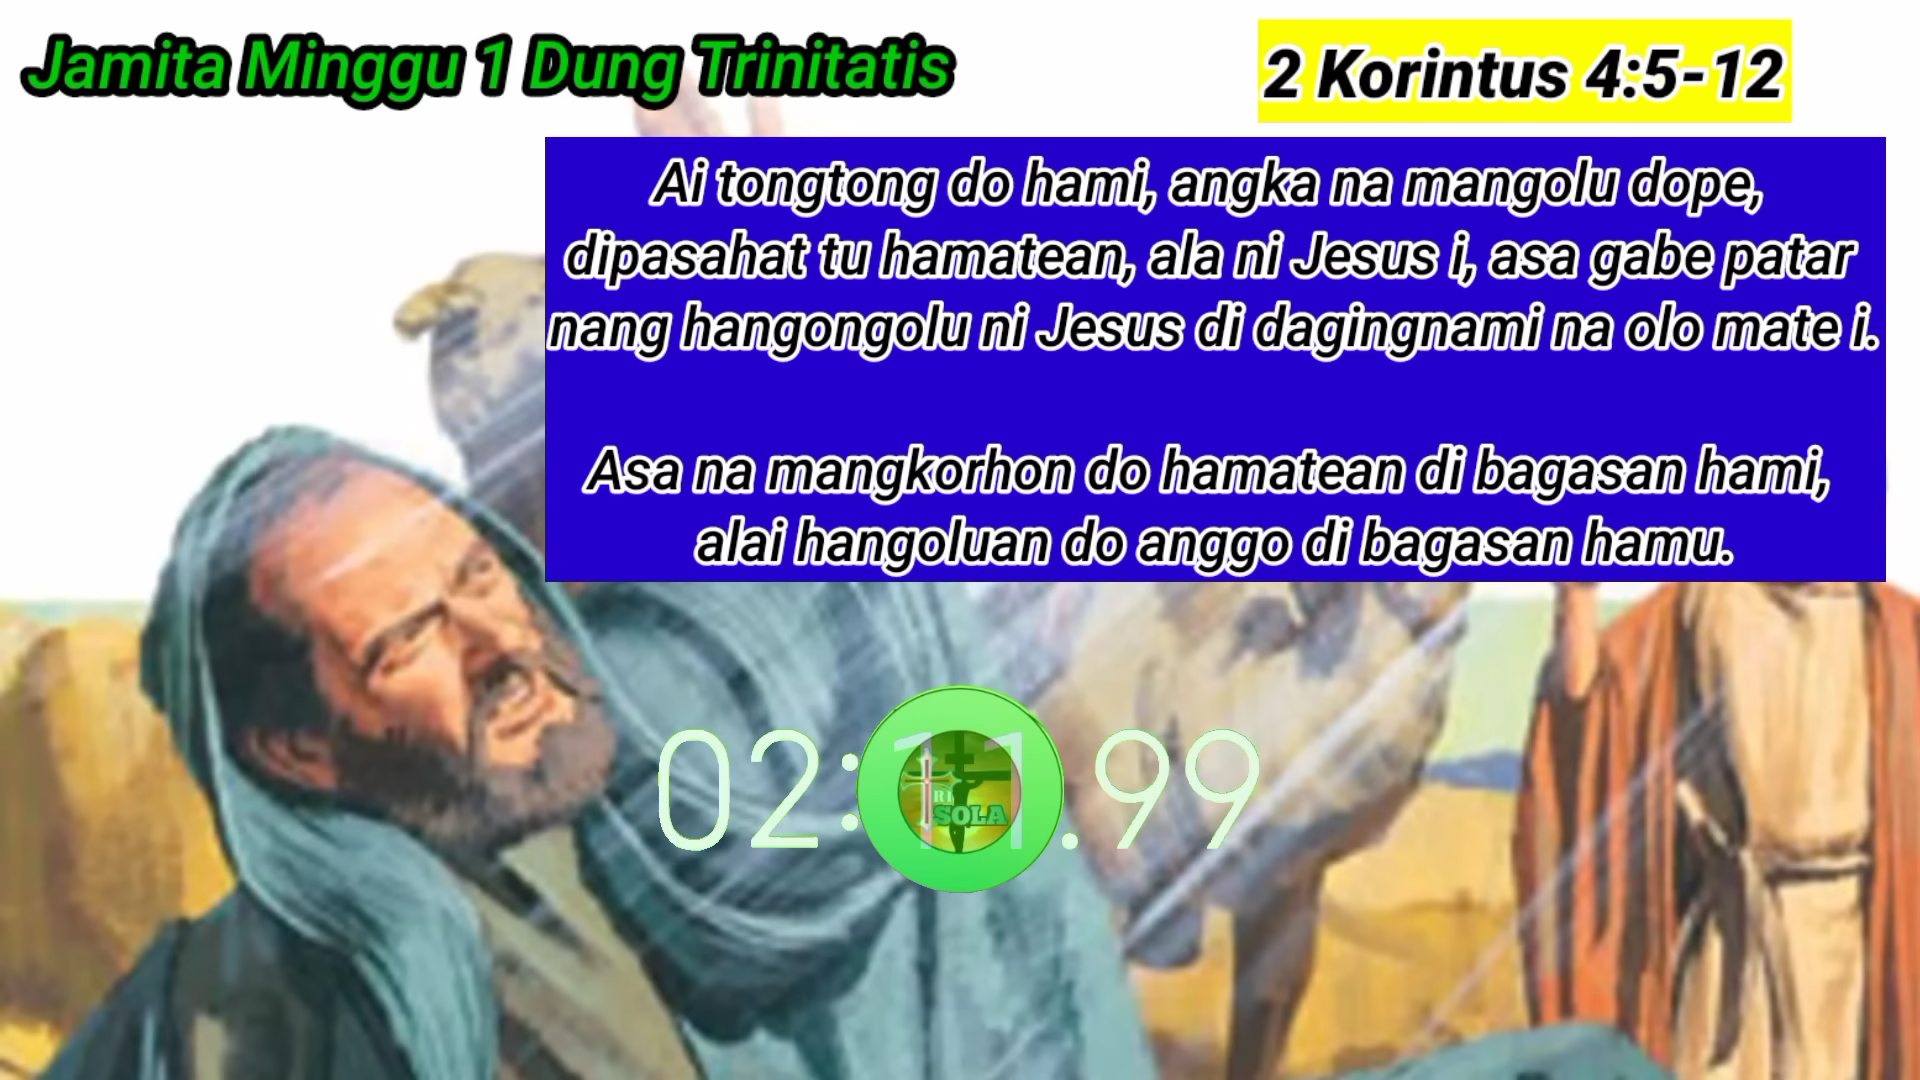 Jamita Minggu 1 Dung Trinitatis
2 Korintus 4:5-12
Ai tongtong do hami, angka na mangolu dope,
dipasahat tu hamatean, ala ni Jesus i, asa gabe patar
nang hangongolu ni Jesus di dagingnami na olo mate i.
Asa na mangkorhon do hamatean di bagasan hami,
alai hangoluan do anggo di bagasan hamu.
02:11.99
TRI
SOLA